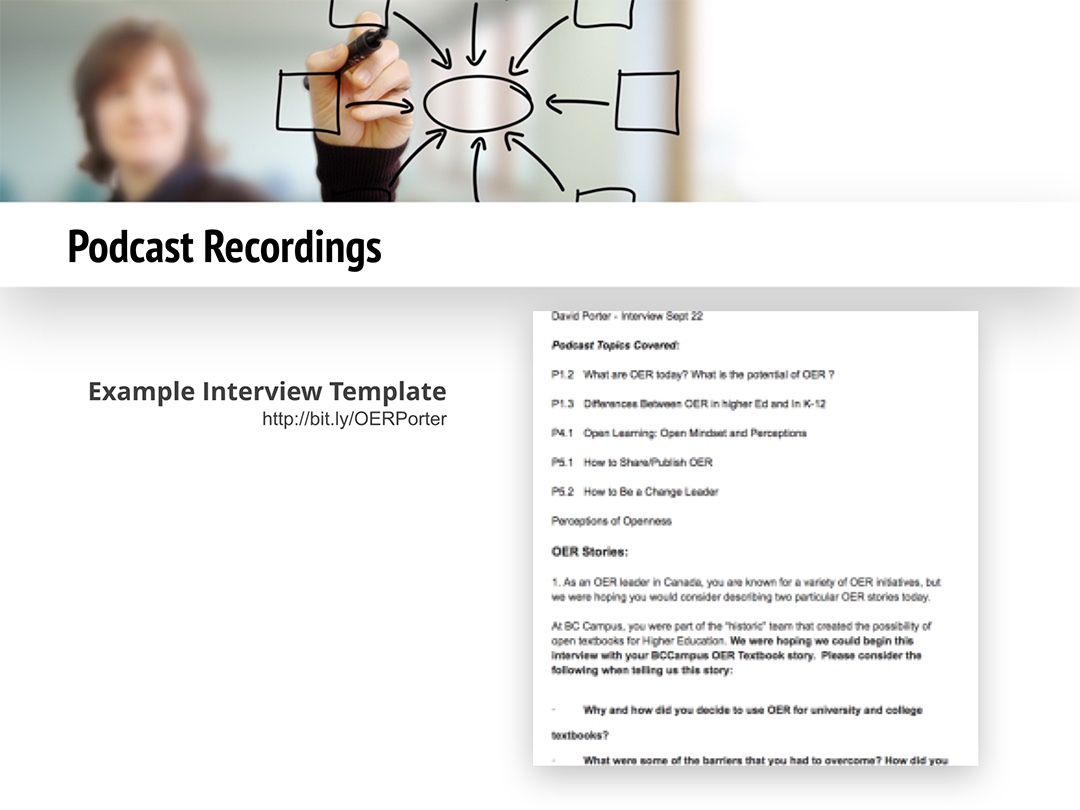 Podcast Recordings
Example Interview Template
http://bit.ly/OERPorter
David Porter - Interview Sept 22
Podcast Topics Covered:
P1.2 What are OER today? What is the potential of OER ?
P1.3 Differences Between OER in higher Ed and In K-12
P4.1 Open Learning: Open Mindset and Perceptions
P5.1 How to Share/Publish OER
P5.2 How to Be a Change Leader
Perceptions of Openness
OER Stories:
1. As an OER leader in Canada, you are known for a variety of OER initiatives, but
we were hoping you would consider describing two particular OER stories today.
At BC Campus, you were part of the "historic" team that created the possibility of
open textbooks for Higher Education. We were hoping we could begin this
interview with your BCCampus OER Textbook story. Please consider the
following when telling us this story:
- Why and how did you decide to use OER for university and college
textbooks?
- What were some of the barriers that you had to overcome? How did you